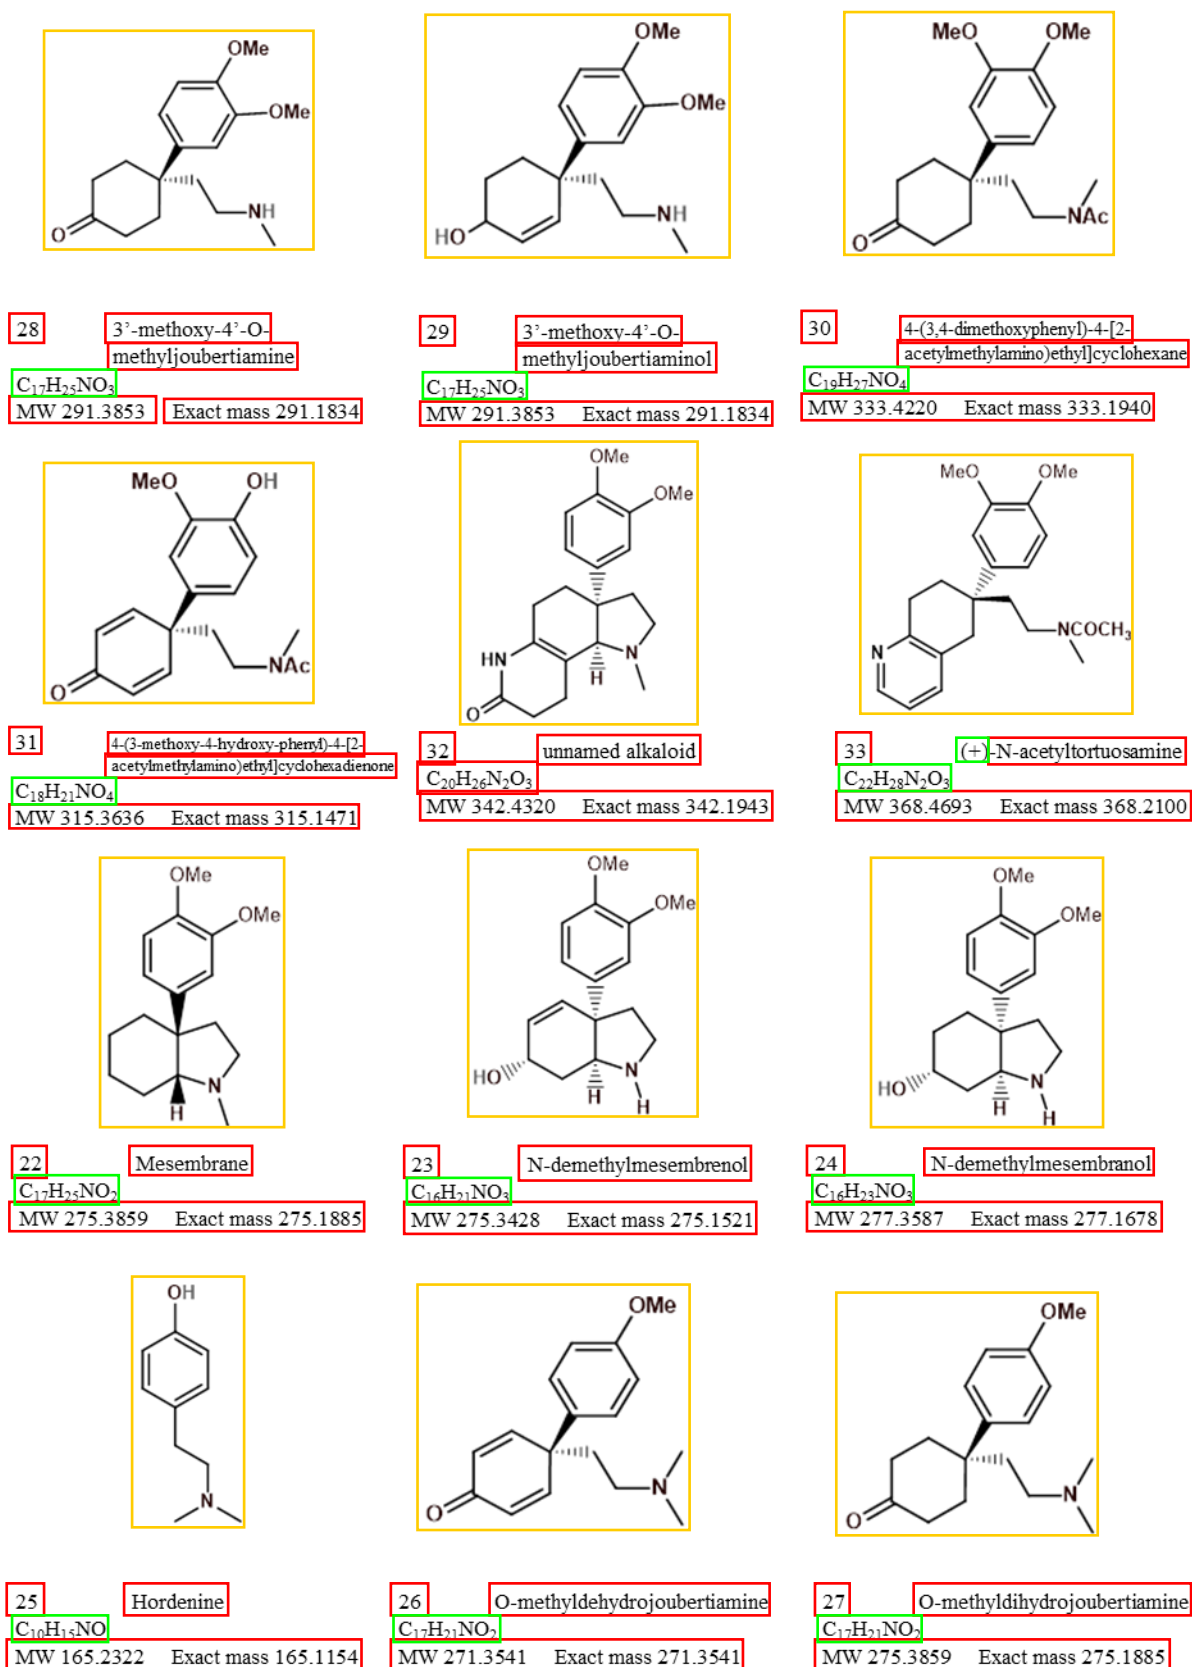 OMe
OMe
O
NH
OMe
OMe
HO
NH
MeO OMe
O
NAc
28 3’-methoxy-4’-O-
methyljoubertiamine
C₁₇H₂₅NO₃
MW 291.3853 Exact mass 291.1834
29 3’-methoxy-4’-O-
methyljoubertiaminol
C₁₇H₂₅NO₃
MW 291.3853 Exact mass 291.1834
30 4-(3,4-dimethoxyphenyl)-4-[2-
acetylmethylamino)ethyl]cyclohexane
C₁₉H₂₇NO₄
MW 333.4220 Exact mass 333.1940
MeO OH
O
NAc
OMe
OMe
HN
N
H
O
MeO OMe
N
NCOCH₃
31 4-(3-methoxy-4-hydroxy-phenyl)-4-[2-
acetylmethylamino)ethyl]cyclohexadienone
C₁₈H₂₁NO₄
MW 315.3636 Exact mass 315.1471
32 unnamed alkaloid
C₂₀H₂₆N₂O₃
MW 342.4320 Exact mass 342.1943
33 (+)-N-acetyltortuosamine
C₂₂H₂₈N₂O₃
MW 368.4693 Exact mass 368.2100
OMe
OMe
N
H
OMe
OMe
HO
N
H
H
OMe
OMe
HO
N
H
H
22 Mesembrane
C₁₇H₂₅NO₂
MW 275.3859 Exact mass 275.1885
23 N-demethylmesembrenol
C₁₆H₂₁NO₃
MW 275.3428 Exact mass 275.1521
24 N-demethylmesembranol
C₁₆H₂₃NO₃
MW 277.3587 Exact mass 277.1678
OH
N
OMe
O
N
OMe
O
N
25 Hordenine
C₁₀H₁₅NO
MW 165.2322 Exact mass 165.1154
26 O-methyldehydrojoubertiamine
C₁₇H₂₁NO₂
MW 271.3541 Exact mass 271.3541
27 O-methyldihydrojoubertiamine
C₁₇H₂₁NO₂
MW 275.3859 Exact mass 275.1885